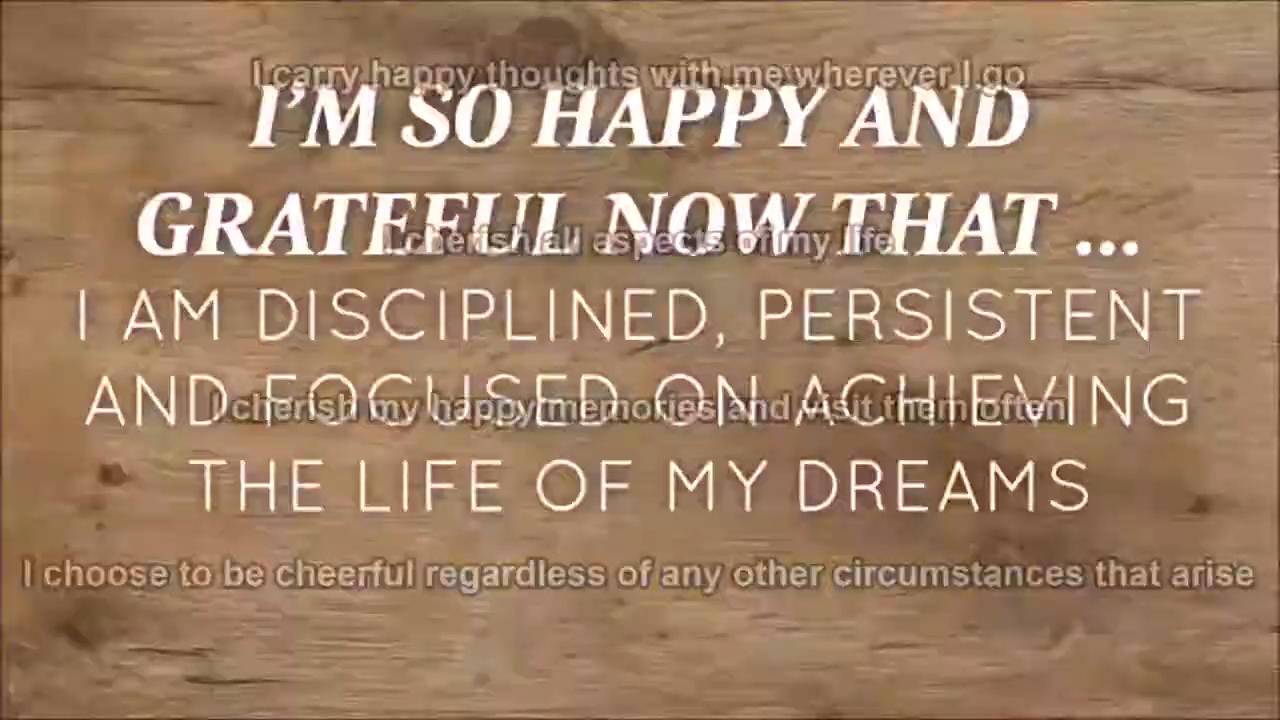 I carry happy thoughts with me wherever I go
I'M SO HAPPY AND
GRATEFUL NOW THAT ...
I cherish all aspects of my life
I AM DISCIPLINED, PERSISTENT
AND FOCUSED ON ACHIEVING
I cherish my happy memories and visit them often
THE LIFE OF MY DREAMS
I choose to be cheerful regardless of any other circumstances that arise